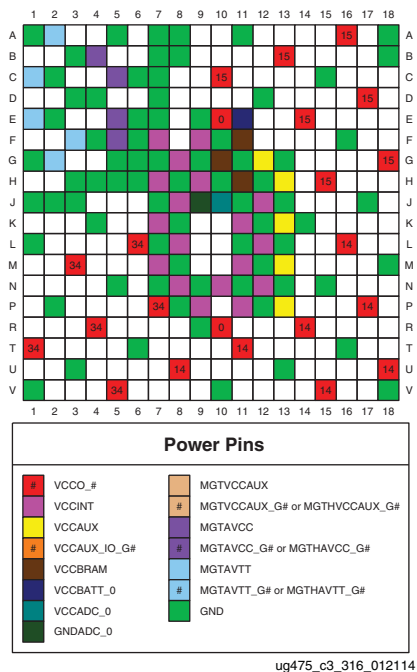 1 2 3 4 5 6 7 8 9 10 11 12 13 14 15 16 17 18
A 15 A
B 15 B
C 15 C
D 15 D
E 0 15 E
F F
G 15 G
H 15 H
J J
K K
L 34 14 L
M 34 M
N N
P 34 14 P
R 34 0 14 R
T 34 14 T
U 14 14 U
V 34 14 V
1 2 3 4 5 6 7 8 9 10 11 12 13 14 15 16 17 18
Power Pins
# VCCO_#
VCCINT
VCCAUX
# VCCAUX_IO_G#
VCCBRAM
VCCBATT_0
VCCADC_0
GNDADC_0
MGTVCCAUX
# MGTVCCAUX_G# or MGTHVCCAUX_G#
MGTAVCC
# MGTAVCC_G# or MGTHAVCC_G#
MGTAVTT
# MGTAVTT_G# or MGTHAVTT_G#
GND
ug475_c3_316_012114